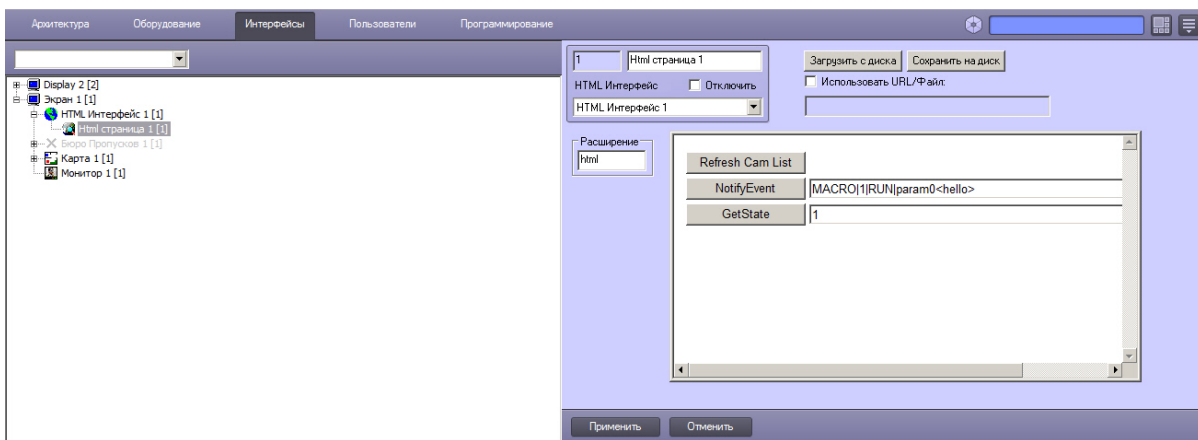 Архитектура Оборудование Интерфейсы Пользователи Программирование
Display 2 [2]
Экран 1 [1]
HTML Интерфейс 1 [1]
Html страница 1 [1]
Бюро Пропусков 1 [1]
Карта 1 [1]
Монитор 1 [1]
1 Html страница 1
HTML Интерфейс Отключить
HTML Интерфейс 1
Загрузить с диска Сохранить на диск
Использовать URL/Файл:
Расширение
html
Refresh Cam List
NotifyEvent MACRO|1|RUN|param0<hello>
GetState 1
Применить Отменить